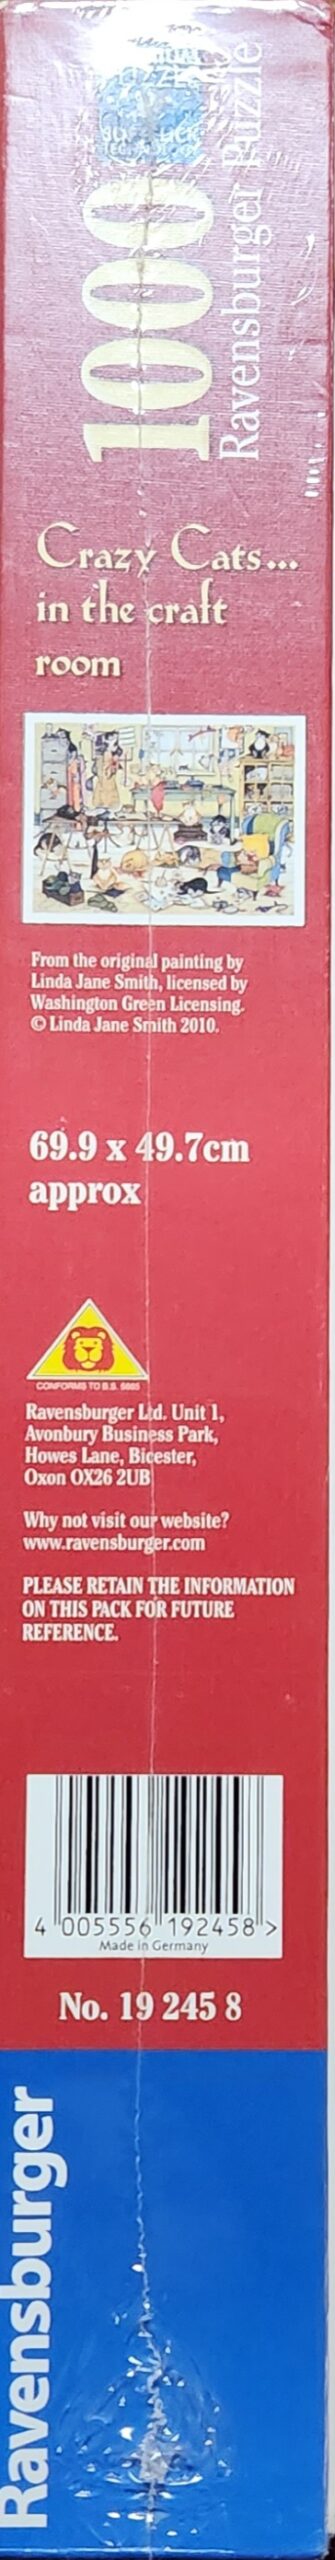 1000
Ravensburger Puzzle
Crazy Cats...
in the craft
room
From the original painting by
Linda Jane Smith, licensed by
Washington Green Licensing.
© Linda Jane Smith 2010.
69.9 x 49.7cm
approx
CONFORMS TO B.S. 5665
Ravensburger Ltd. Unit 1,
Avonbury Business Park,
Howes Lane, Bicester,
Oxon OX26 2UB
Why not visit our website?
www.ravensburger.com
PLEASE RETAIN THE INFORMATION
ON THIS PACK FOR FUTURE
REFERENCE.
4 005556 192458 >
Made in Germany
No. 19 245 8
Ravensburger